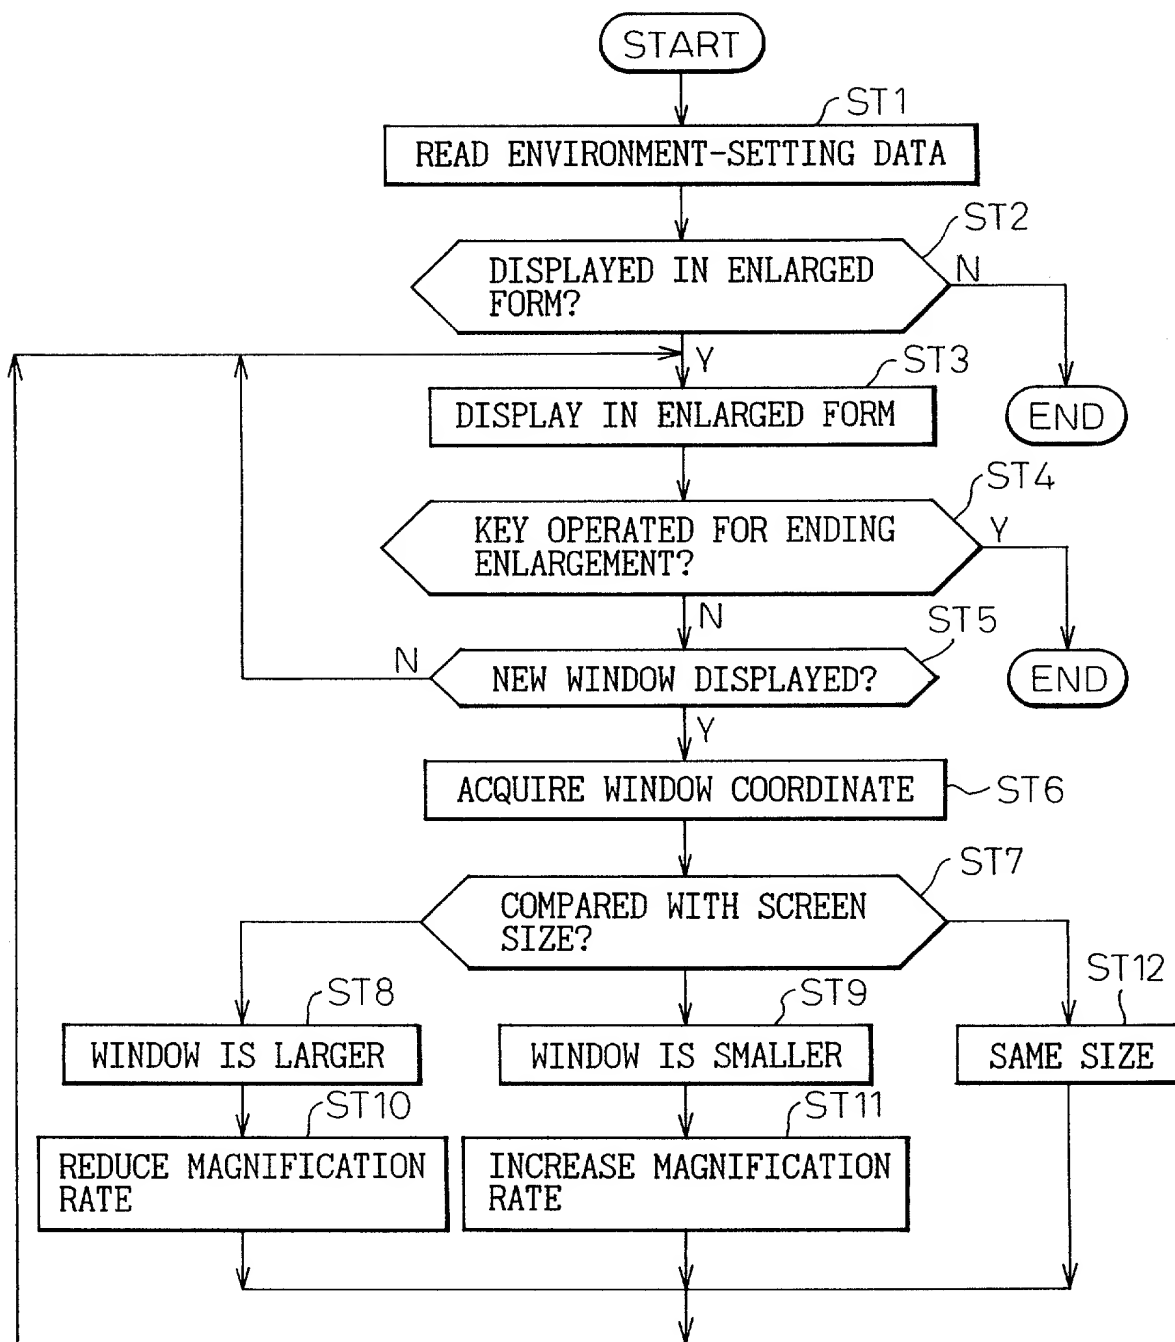 START
ST1
READ ENVIRONMENT-SETTING DATA
ST2
DISPLAYED IN ENLARGED
FORM?
N
Y
ST3
DISPLAY IN ENLARGED FORM
END
ST4
KEY OPERATED FOR ENDING
ENLARGEMENT?
Y
N
ST5
N
NEW WINDOW DISPLAYED?
END
Y
ACQUIRE WINDOW COORDINATE
ST6
ST7
COMPARED WITH SCREEN
SIZE?
ST8
ST9
ST12
WINDOW IS LARGER
WINDOW IS SMALLER
SAME SIZE
ST10
ST11
REDUCE MAGNIFICATION
RATE
INCREASE MAGNIFICATION
RATE